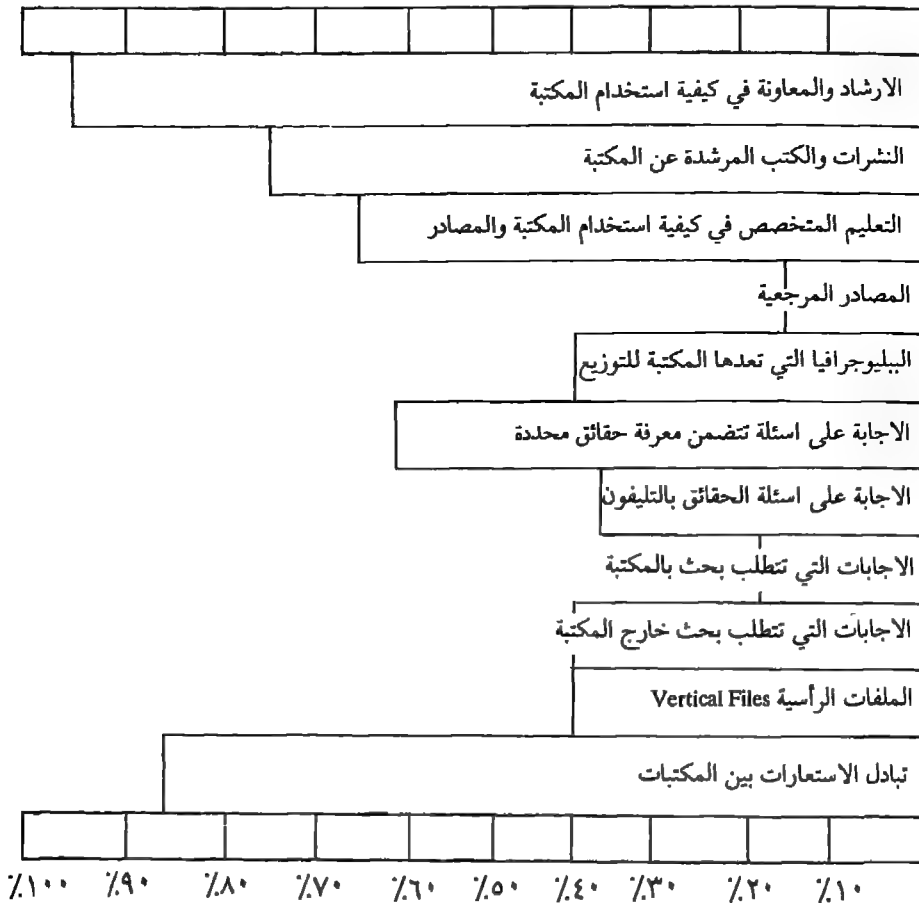 الارشاد والمعاونة في كيفية استخدام المكتبة
النشرات والكتب المرشدة عن المكتبة
التعليم المتخصص في كيفية استخدام المكتبة والمصادر
المصادر المرجعية
الببليوجرافيا التي تعدها المكتبة للتوزيع
الاجابة على اسئلة تتضمن معرفة حقائق محددة
الاجابة على اسئلة الحقائق بالتليفون
الاجابات التي تتطلب بحث بالمكتبة
الاجابات التي تتطلب بحث خارج المكتبة
الملفات الرأسية Vertical Files
تبادل الاستعارات بين المكتبات
٪١٠ ٪٢٠ ٪٣٠ ٪٤٠ ٪٥٠ ٪٦٠ ٪٧٠ ٪٨٠ ٪٩٠ ٪١٠٠